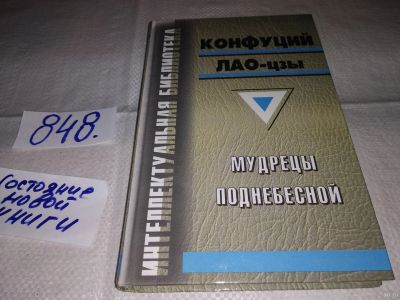 848.
Состояние
новой
книги
ИНТЕЛЛЕКТУАЛЬНАЯ БИБЛИОТЕКА
КОНФУЦИЙ
ЛАО-ЦЗЫ
МУДРЕЦЫ
ПОДНЕБЕСНОЙ